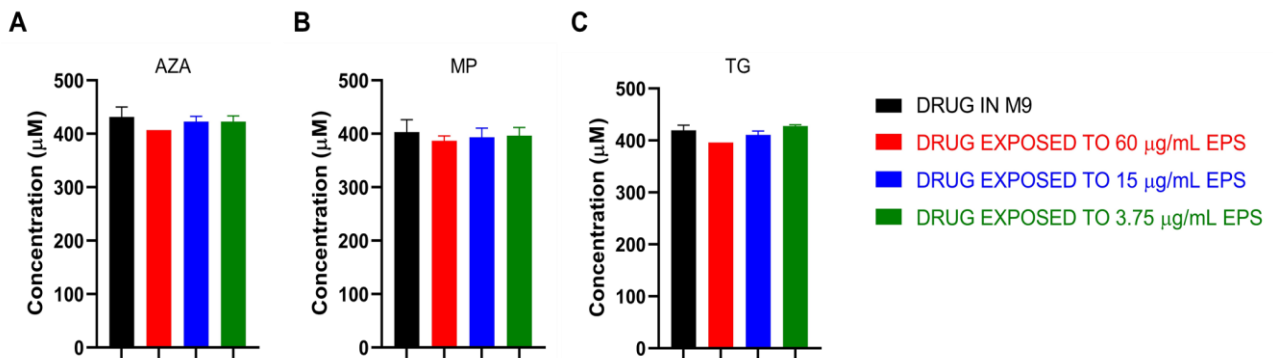 A
AZA
Concentration (µM)
500
400
300
200
100
0
B
MP
Concentration (µM)
500
400
300
200
100
0
C
TG
Concentration (µM)
500
400
300
200
100
0
DRUG IN M9
DRUG EXPOSED TO 60 µg/mL EPS
DRUG EXPOSED TO 15 µg/mL EPS
DRUG EXPOSED TO 3.75 µg/mL EPS